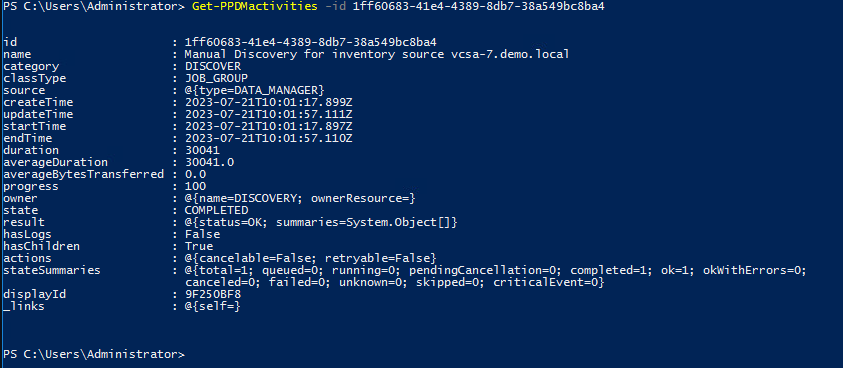 PS C:\Users\Administrator> Get-PPDMactivities -id 1ff60683-41e4-4389-8db7-38a549bc8ba4
id                      : 1ff60683-41e4-4389-8db7-38a549bc8ba4
name                    : Manual Discovery for inventory source vcsa-7.demo.local
category                : DISCOVER
classType               : JOB_GROUP
source                  : @{type=DATA_MANAGER}
createTime              : 2023-07-21T10:01:17.899Z
updateTime              : 2023-07-21T10:01:57.111Z
startTime               : 2023-07-21T10:01:17.897Z
endTime                 : 2023-07-21T10:01:57.110Z
duration                : 30041
averageDuration         : 30041.0
averageBytesTransferred : 0.0
progress                : 100
owner                   : @{name=DISCOVERY; ownerResource=}
state                   : COMPLETED
result                  : @{status=OK; summaries=System.Object[]}
hasLogs                 : False
hasChildren             : True
actions                 : @{cancelable=False; retryable=False}
stateSummaries          : @{total=1; queued=0; running=0; pendingCancellation=0; completed=1; ok=1; okWithErrors=0;
                          canceled=0; failed=0; unknown=0; skipped=0; criticalEvent=0}
displayId               : 9F250BF8
_links                  : @{self=}
PS C:\Users\Administrator>